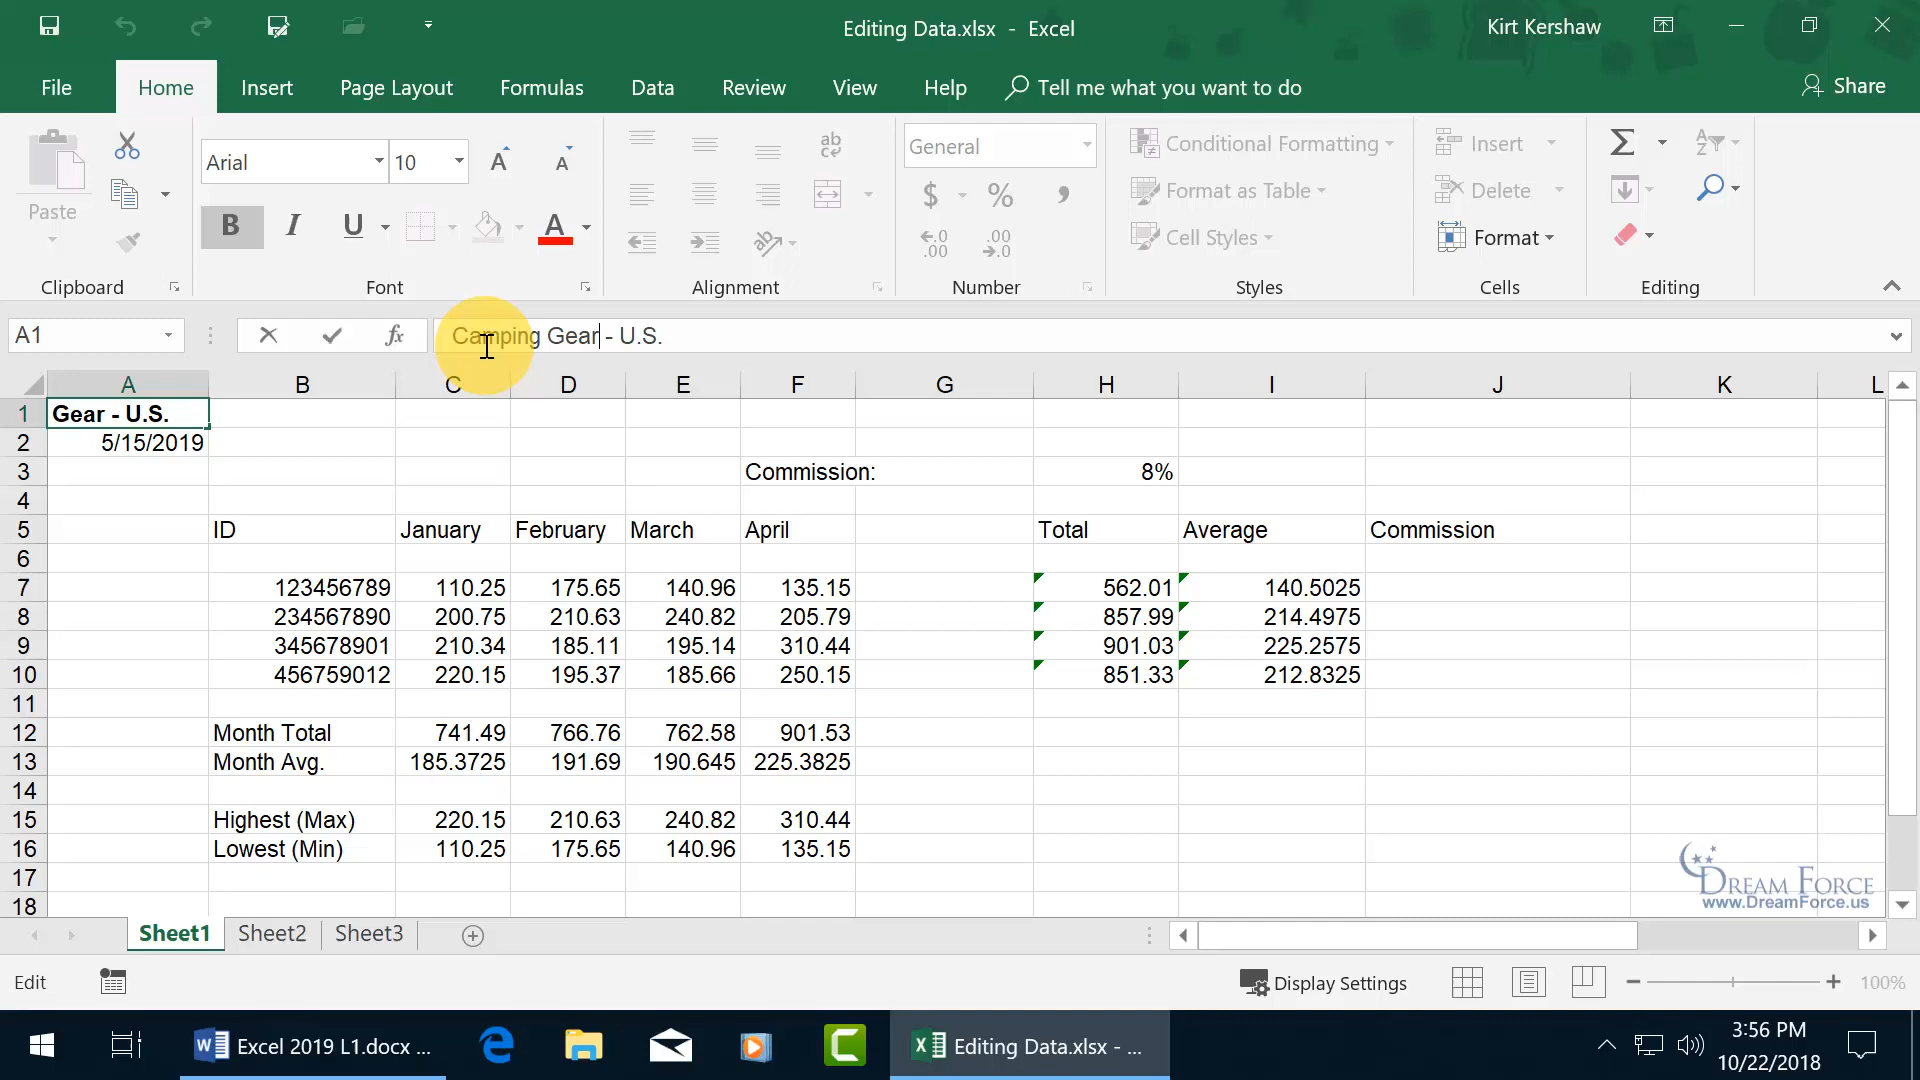 Editing Data.xlsx - Excel
Kirt Kershaw
File Home Insert Page Layout Formulas Data Review View Help Tell me what you want to do Share
Paste
Clipboard
Arial 10
B I U A
Font
Alignment
General
$ % ,
Number
Conditional Formatting
Format as Table
Cell Styles
Styles
Insert
Delete
Format
Cells
Editing
A1 fx Camping Gear - U.S.
A B C D E F G H I J K L
1 Gear - U.S.
2 5/15/2019
3 Commission: 8%
4
5 ID January February March April Total Average Commission
6
7 123456789 110.25 175.65 140.96 135.15 562.01 140.5025
8 234567890 200.75 210.63 240.82 205.79 857.99 214.4975
9 345678901 210.34 185.11 195.14 310.44 901.03 225.2575
10 456759012 220.15 195.37 185.66 250.15 851.33 212.8325
11
12 Month Total 741.49 766.76 762.58 901.53
13 Month Avg. 185.3725 191.69 190.645 225.3825
14
15 Highest (Max) 220.15 210.63 240.82 310.44
16 Lowest (Min) 110.25 175.65 140.96 135.15
17
18
Dream Force
www.DreamForce.us
Sheet1 Sheet2 Sheet3
Edit Display Settings 100%
Excel 2019 L1.docx ... Editing Data.xlsx - ... 3:56 PM
10/22/2018